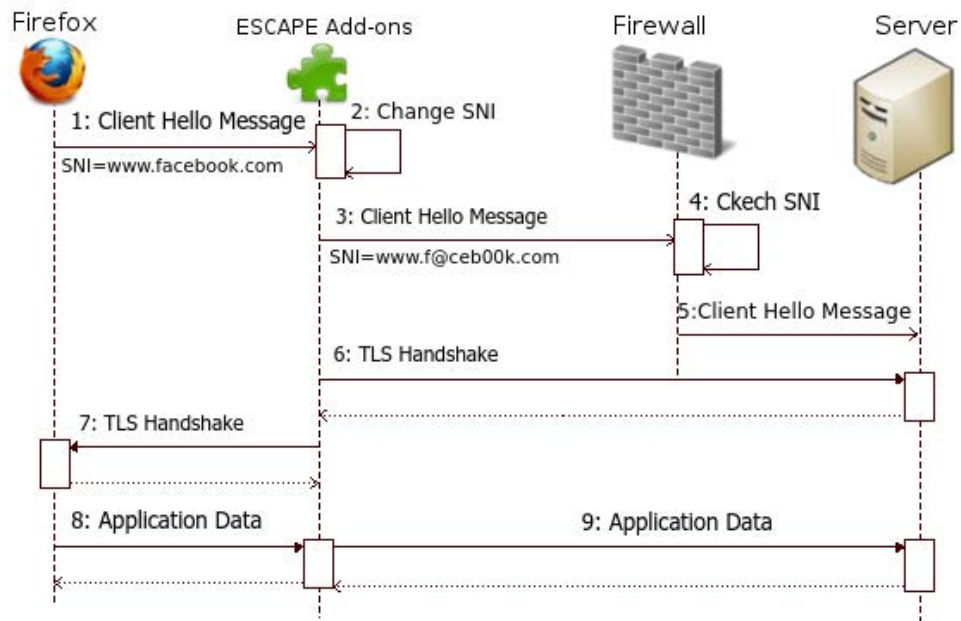 Firefox
ESCAPE Add-ons
Firewall
Server
1: Client Hello Message
SNI=www.facebook.com
2: Change SNI
3: Client Hello Message
SNI=www.f@ceb00k.com
4: Ckech SNI
5:Client Hello Message
6: TLS Handshake
7: TLS Handshake
8: Application Data
9: Application Data